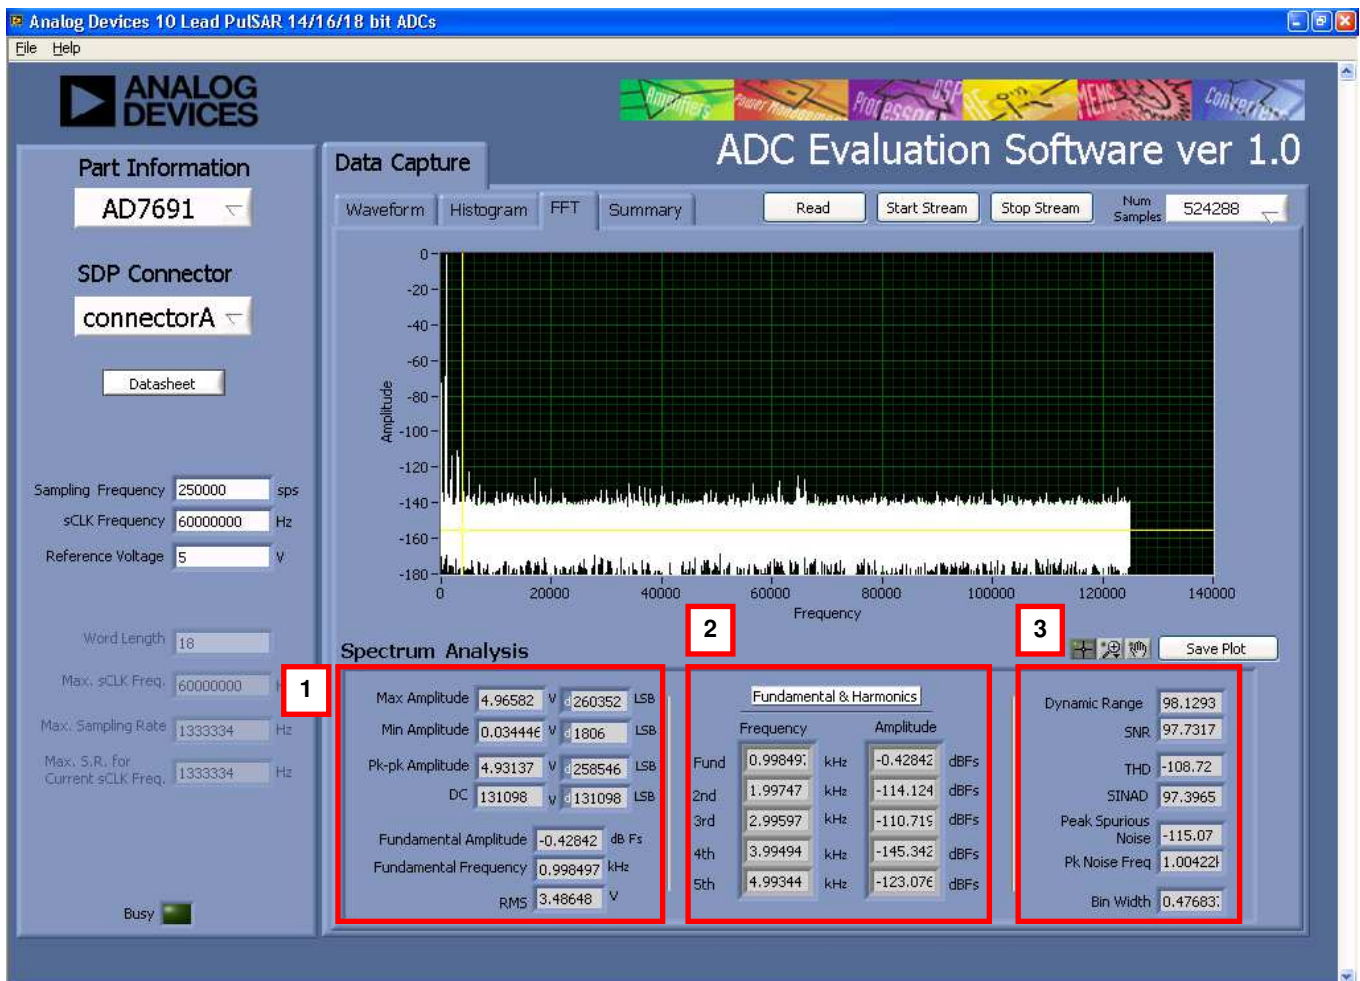 Analog Devices 10 Lead PulSAR 14/16/18 bit ADCs
File Help
ANALOG DEVICES
Amplifiers Power Management Processors DSP RF MEMS Converters
ADC Evaluation Software ver 1.0
Part Information
AD7691
SDP Connector
connectorA
Datasheet
Sampling Frequency 250000 sps
sCLK Frequency 60000000 Hz
Reference Voltage 5 V
Word Length 18
Max. sCLK Freq. 60000000 H
Max. Sampling Rate 1333334 Hz
Max. S.R. for
Current sCLK Freq. 1333334 Hz
Busy
Data Capture
Waveform Histogram FFT Summary
Read Start Stream Stop Stream Num Samples 524288
Amplitude
0
-20
-40
-60
-80
-100
-120
-140
-160
-180
0 20000 40000 60000 80000 100000 120000 140000
Frequency
Spectrum Analysis
Save Plot
1
Max Amplitude 4.96582 V d 260352 LSB
Min Amplitude 0.034446 V d 1806 LSB
Pk-pk Amplitude 4.93137 V d 258546 LSB
DC 131098 V d 131098 LSB
Fundamental Amplitude -0.42842 dB Fs
Fundamental Frequency 0.998497 kHz
RMS 3.48648 V
2
Fundamental & Harmonics
Frequency Amplitude
Fund 0.99849 kHz -0.42842 dBFs
2nd 1.99747 kHz -114.124 dBFs
3rd 2.99597 kHz -110.719 dBFs
4th 3.99494 kHz -145.342 dBFs
5th 4.99344 kHz -123.076 dBFs
3
Dynamic Range 98.1293
SNR 97.7317
THD -108.72
SINAD 97.3965
Peak Spurious
Noise -115.07
Pk Noise Freq 1.00422
Bin Width 0.47683